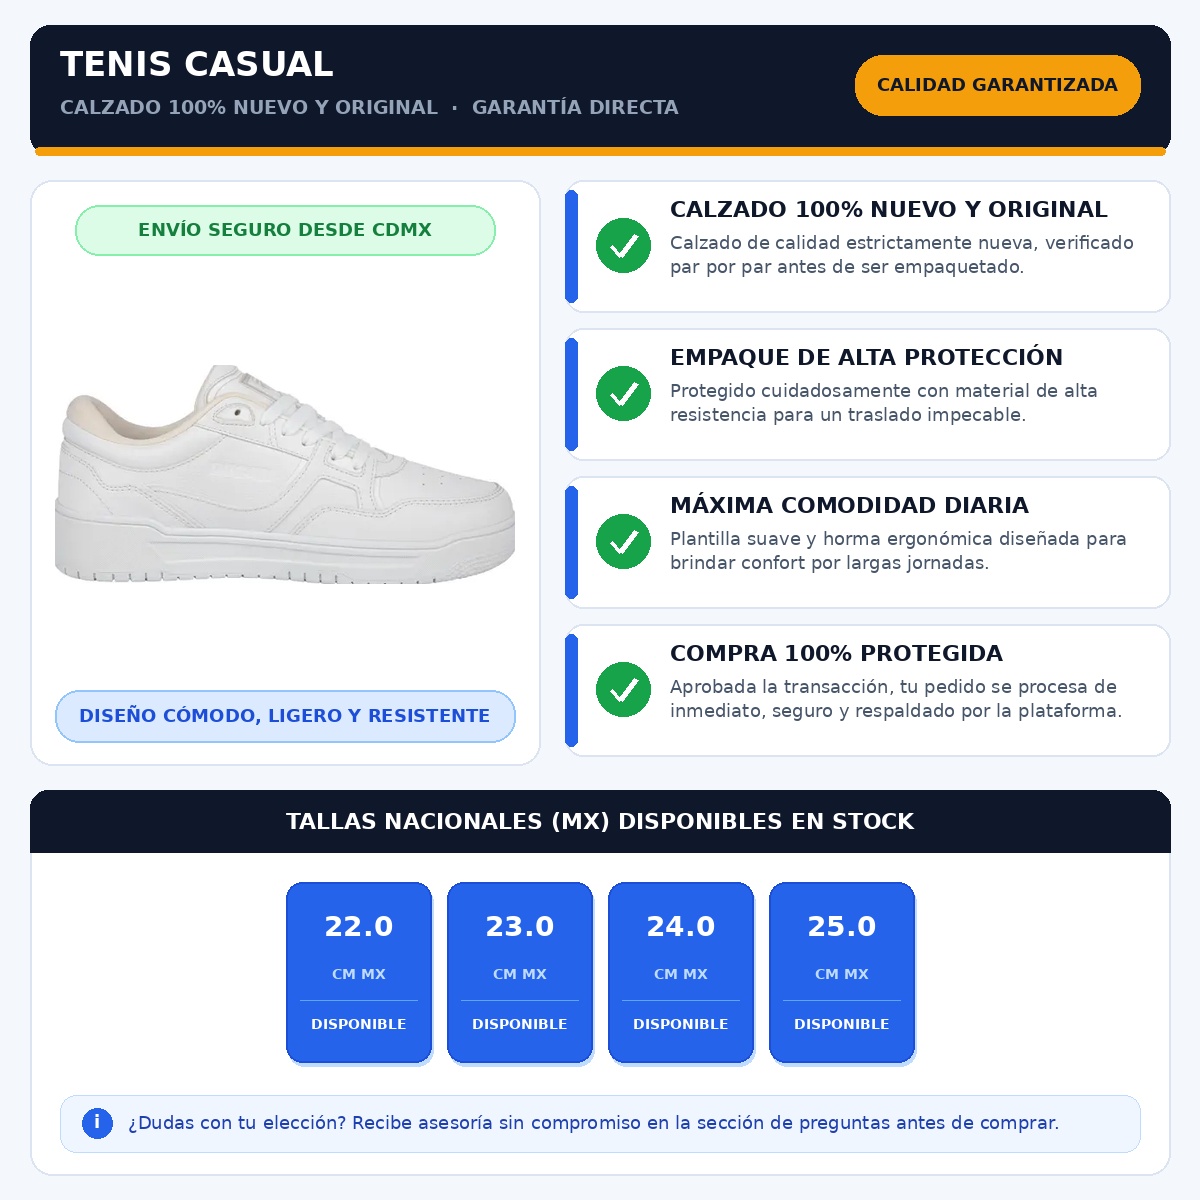 TENIS CASUAL
CALZADO 100% NUEVO Y ORIGINAL · GARANTÍA DIRECTA
CALIDAD GARANTIZADA
ENVÍO SEGURO DESDE CDMX
DISEÑO CÓMODO, LIGERO Y RESISTENTE
CALZADO 100% NUEVO Y ORIGINAL
Calzado de calidad estrictamente nueva, verificado
par por par antes de ser empaquetado.
EMPAQUE DE ALTA PROTECCIÓN
Protegido cuidadosamente con material de alta
resistencia para un traslado impecable.
MÁXIMA COMODIDAD DIARIA
Plantilla suave y horma ergonómica diseñada para
brindar confort por largas jornadas.
COMPRA 100% PROTEGIDA
Aprobada la transacción, tu pedido se procesa de
inmediato, seguro y respaldado por la plataforma.
TALLAS NACIONALES (MX) DISPONIBLES EN STOCK
22.0
CM MX
DISPONIBLE
23.0
CM MX
DISPONIBLE
24.0
CM MX
DISPONIBLE
25.0
CM MX
DISPONIBLE
i
¿Dudas con tu elección? Recibe asesoría sin compromiso en la sección de preguntas antes de comprar.